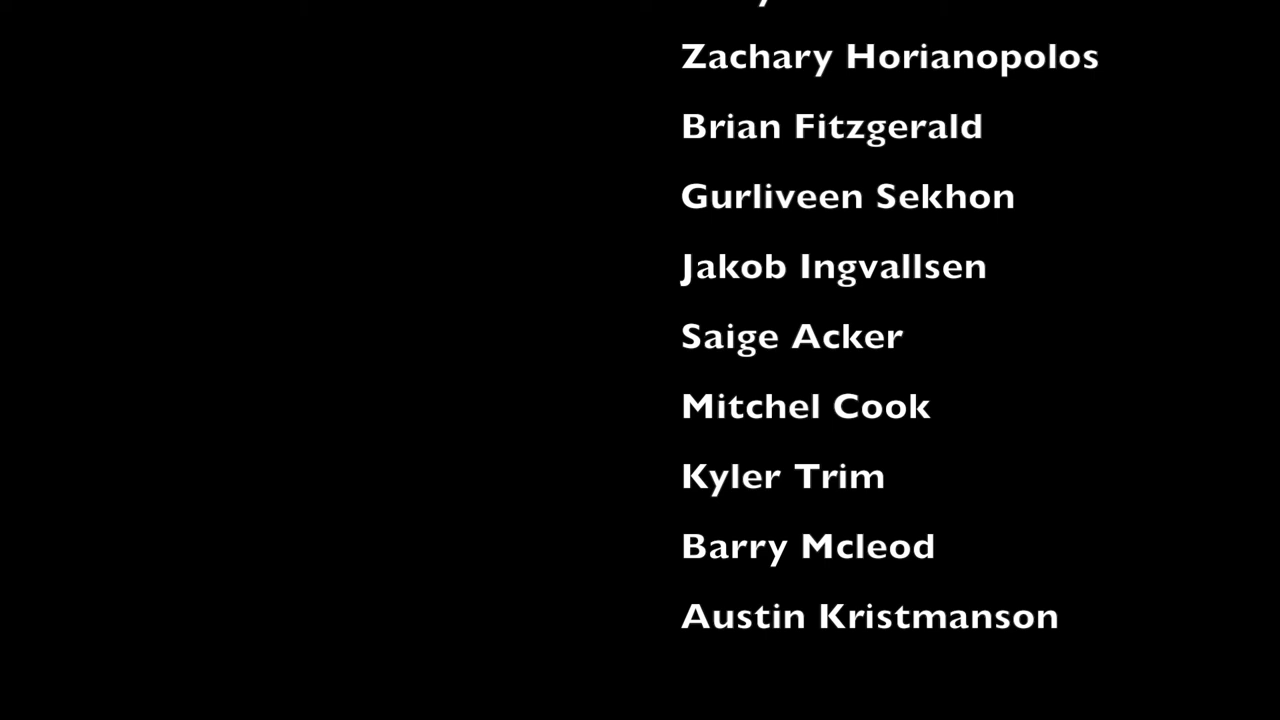 Zachary Horianopolos
Brian Fitzgerald
Gurliveen Sekhon
Jakob Ingvallsen
Saige Acker
Mitchel Cook
Kyler Trim
Barry Mcleod
Austin Kristmanson